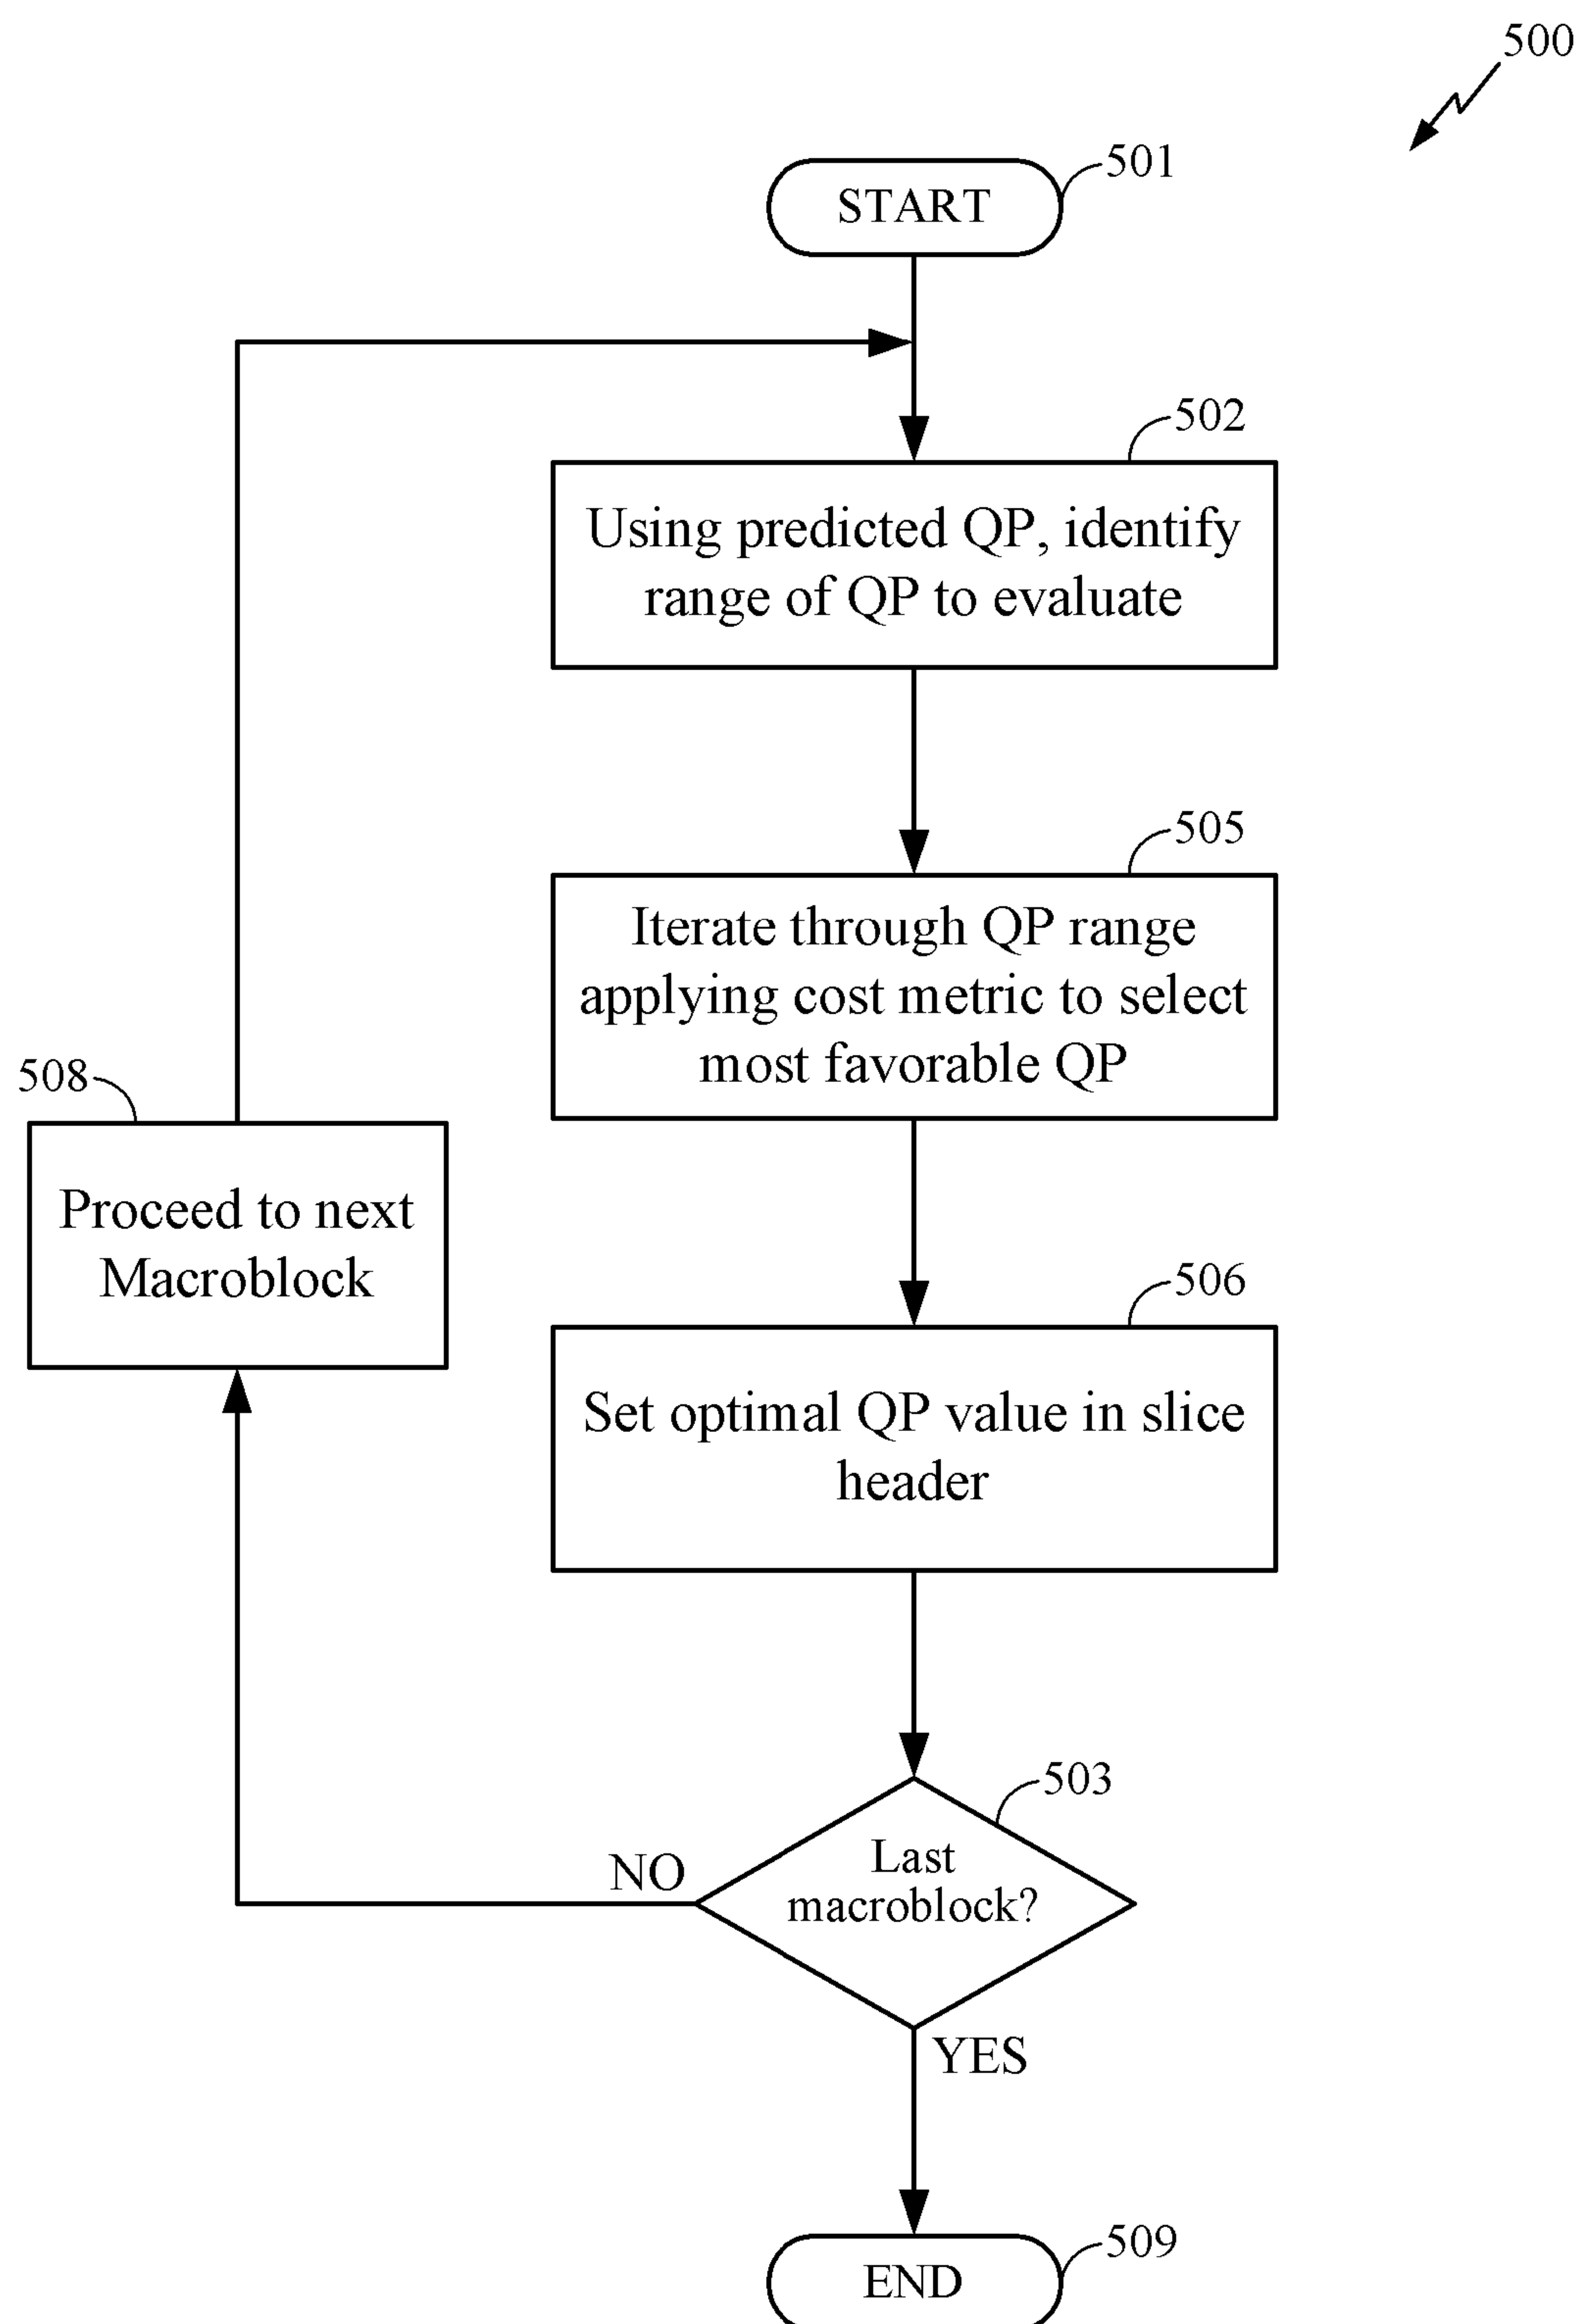 500
501
START
502
Using predicted QP, identify
range of QP to evaluate
505
Iterate through QP range
applying cost metric to select
most favorable QP
508
Proceed to next
Macroblock
506
Set optimal QP value in slice
header
503
Last
macroblock?
NO
YES
509
END